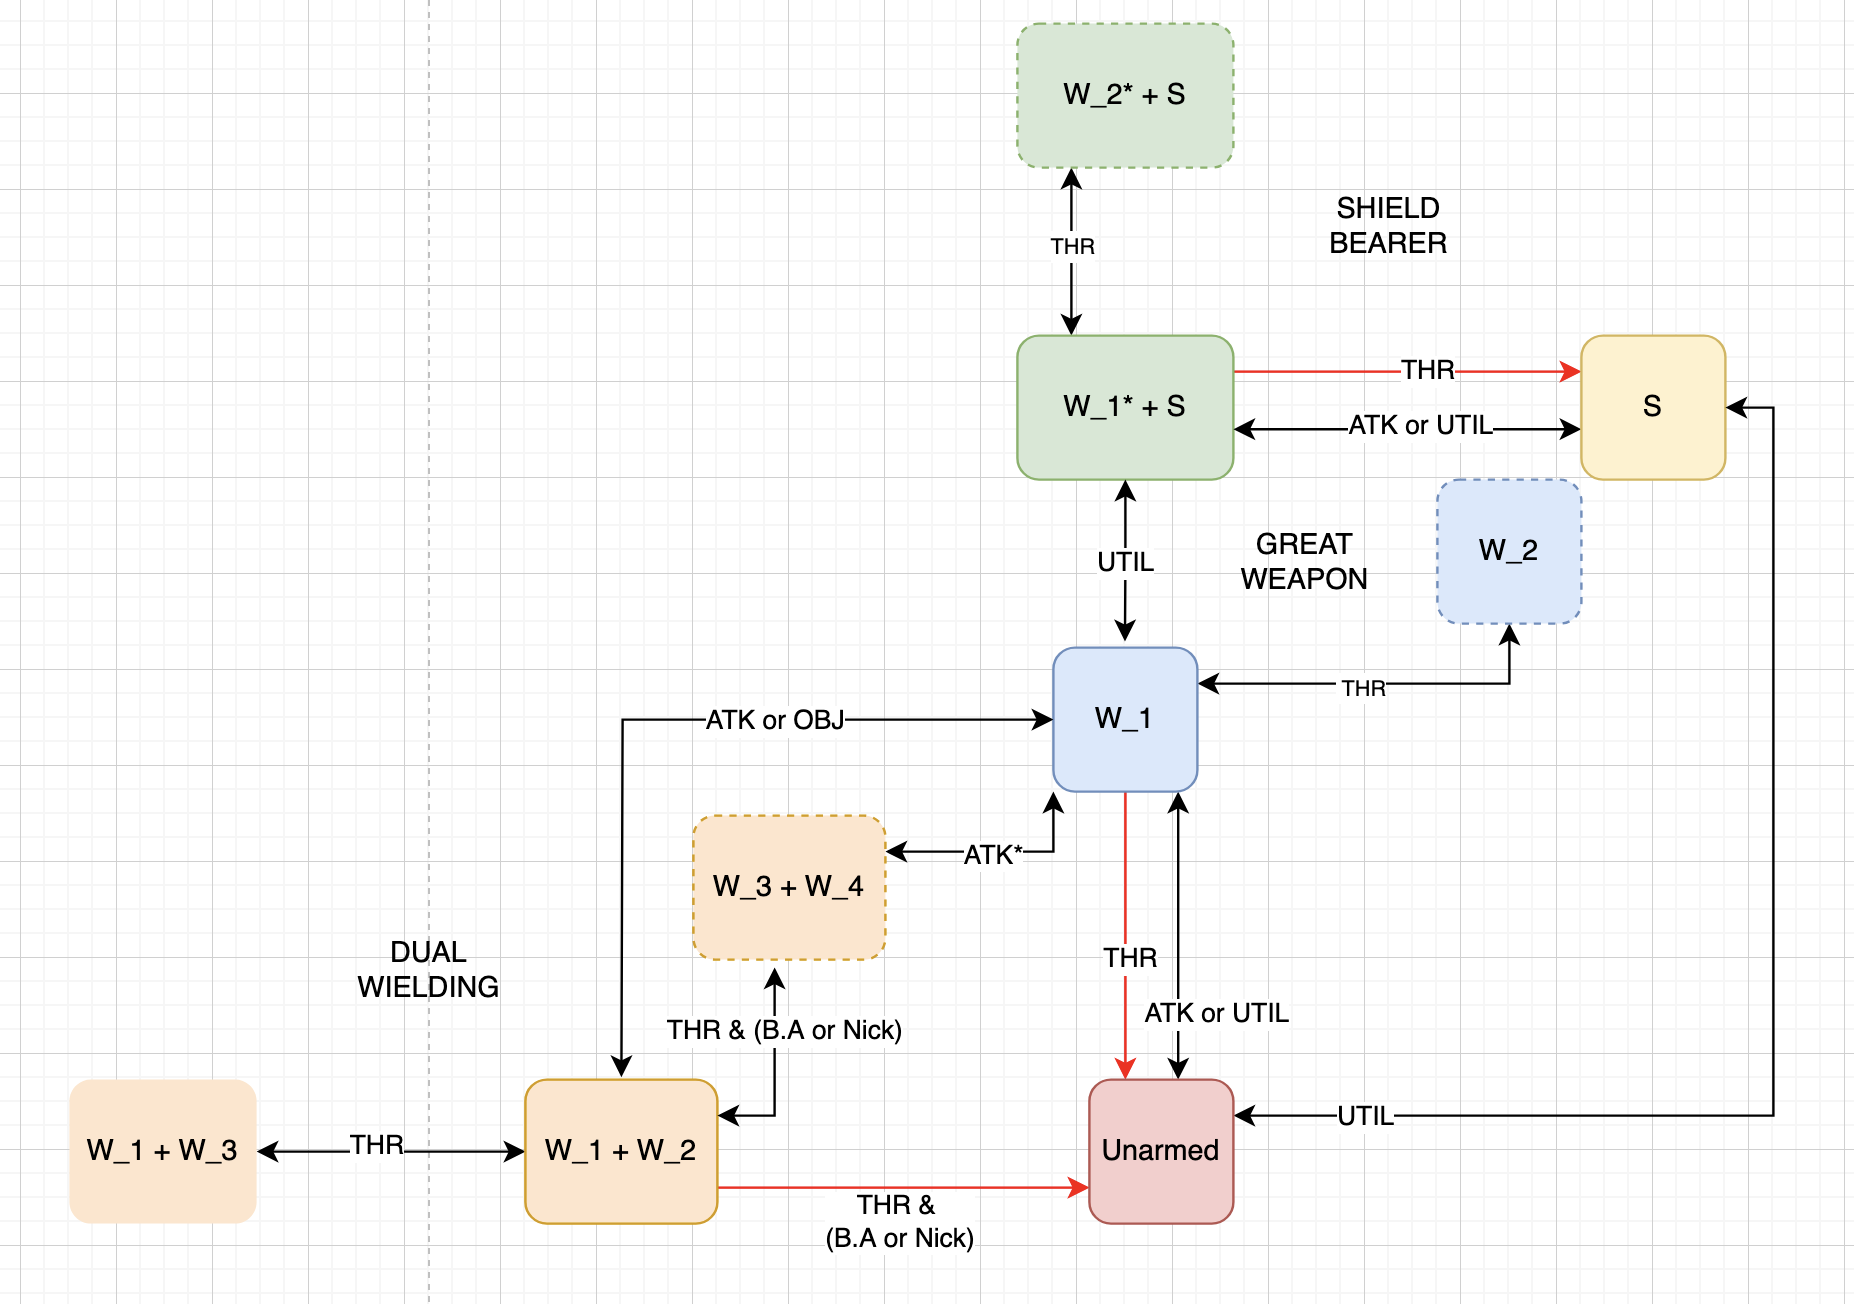 W_2* + S
SHIELD
BEARER
THR
THR
W_1* + S
S
ATK or UTIL
GREAT
WEAPON
W_2
UTIL
THR
W_1
ATK or OBJ
ATK*
W_3 + W_4
DUAL
WIELDING
THR
THR & (B.A or Nick)
ATK or UTIL
UTIL
W_1 + W_3
THR
W_1 + W_2
Unarmed
THR &
(B.A or Nick)